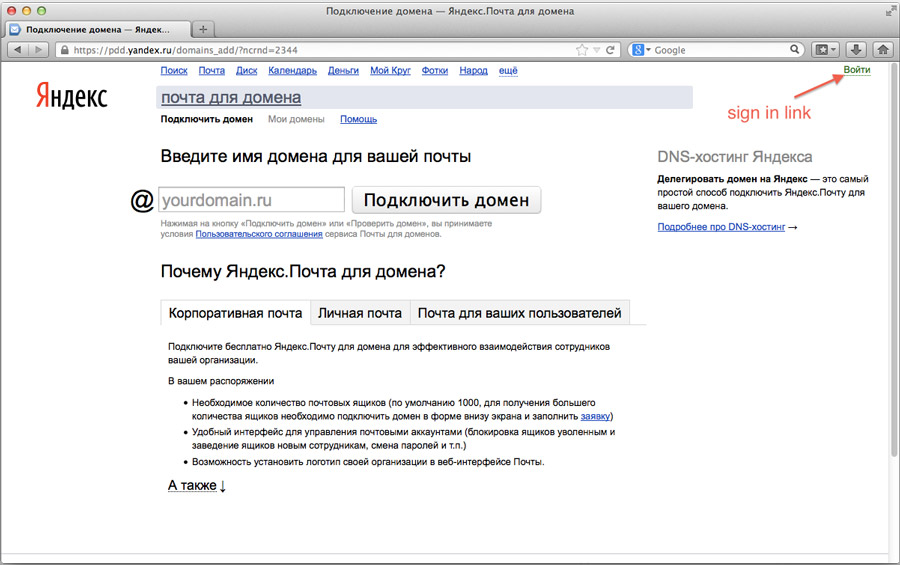 Подключение домена — Яндекс.Почта для домена
Подключение домена — Яндек...
https://pdd.yandex.ru/domains_add/?ncrnd=2344
Google
Поиск Почта Диск Календарь Деньги Мой Круг Фотки Народ ещё
Войти
Яндекс
почта для домена
sign in link
Подключить домен Мои домены Помощь
Введите имя домена для вашей почты
@ yourdomain.ru Подключить домен
Нажимая на кнопку «Подключить домен» или «Проверить домен», вы принимаете
условия Пользовательского соглашения сервиса Почты для доменов.
DNS-хостинг Яндекса
Делегировать домен на Яндекс — это самый
простой способ подключить Яндекс.Почту для
вашего домена.
Подробнее про DNS-хостинг →
Почему Яндекс.Почта для домена?
Корпоративная почта Личная почта Почта для ваших пользователей
Подключите бесплатно Яндекс.Почту для домена для эффективного взаимодействия сотрудников
вашей организации.
В вашем распоряжении
• Необходимое количество почтовых ящиков (по умолчанию 1000, для получения большего
количества ящиков необходимо подключить домен в форме внизу экрана и заполнить заявку)
• Удобный интерфейс для управления почтовыми аккаунтами (блокировка ящиков уволенным и
заведение ящиков новым сотрудникам, смена паролей и т.п.)
• Возможность установить логотип своей организации в веб-интерфейсе Почты.
А также ↓